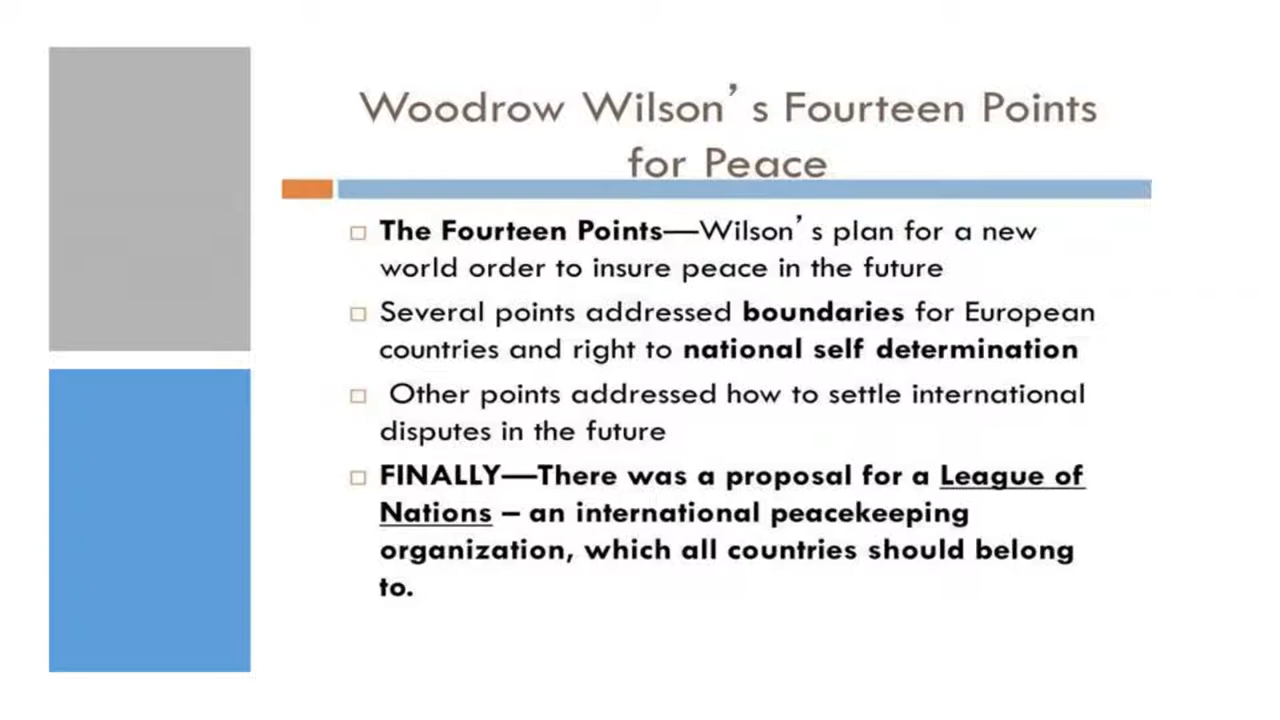 Woodrow Wilson’s Fourteen Points
for Peace
The Fourteen Points—Wilson’s plan for a new
world order to insure peace in the future
Several points addressed boundaries for European
countries and right to national self determination
Other points addressed how to settle international
disputes in the future
FINALLY—There was a proposal for a League of
Nations – an international peacekeeping
organization, which all countries should belong
to.